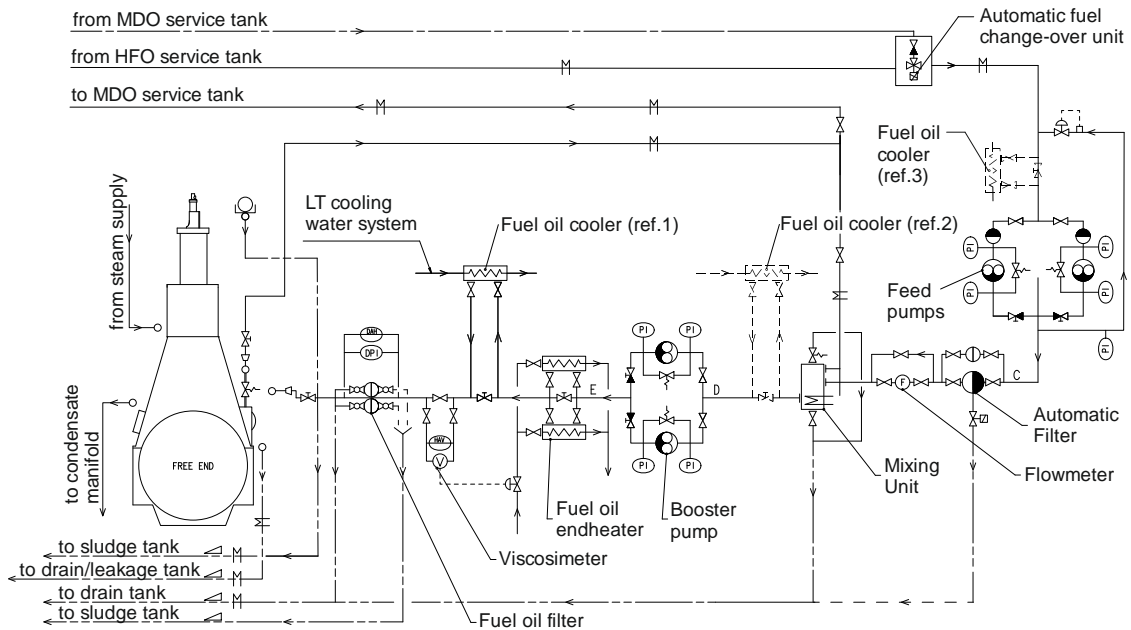 from MDO service tank
from HFO service tank
to MDO service tank
Automatic fuel
change-over unit
Fuel oil
cooler
(ref.3)
from steam supply
LT cooling
water system
Fuel oil cooler (ref.1)
Fuel oil cooler (ref.2)
PI
PI
PI
PI
Feed
pumps
PI
DAH
DPI
PI
PI
E
D
C
F
HAV
V
PI
PI
to condensate
manifold
FREE END
Automatic
Filter
Mixing
Unit
Flowmeter
Fuel oil
endheater
Booster
pump
Viscosimeter
to sludge tank
to drain/leakage tank
to drain tank
to sludge tank
Fuel oil filter